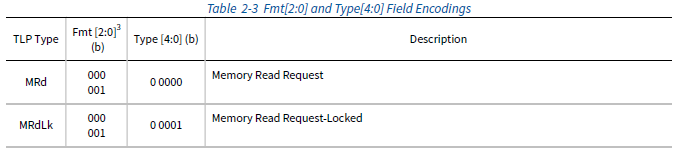 Table 2-3 Fmt[2:0] and Type[4:0] Field Encodings
TLP Type Fmt [2:0]3 (b) Type [4:0] (b) Description
MRd 000 001 0 0000 Memory Read Request
MRdLk 000 001 0 0001 Memory Read Request-Locked